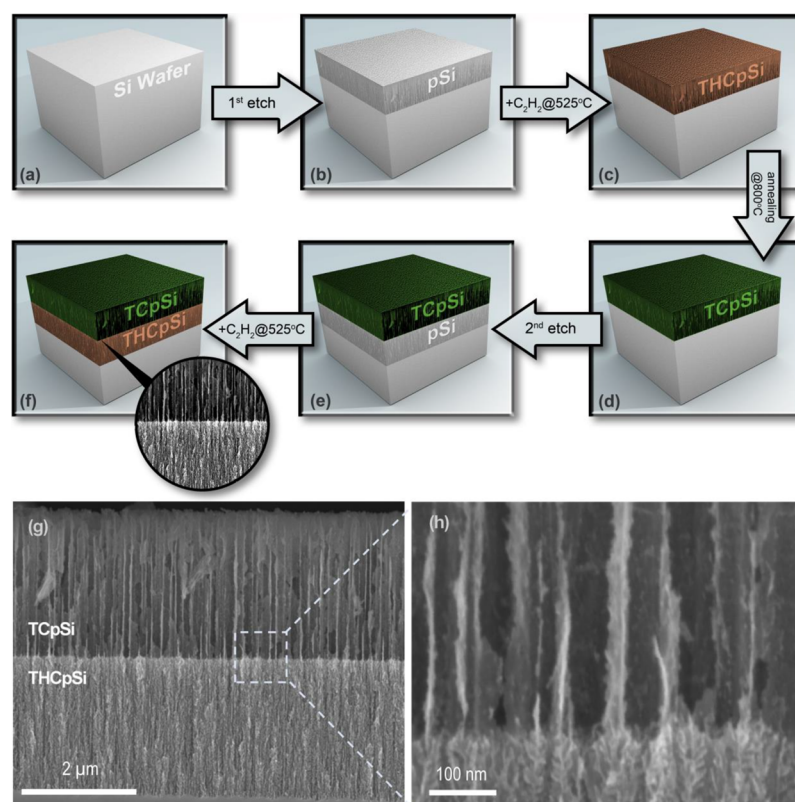 Si Wafer
(a)
1st etch
pSi
(b)
+C2H2@525°C
THCpSi
(c)
annealing
@800°C
TCpSi
(d)
2nd etch
TCpSi
pSi
(e)
+C2H2@525°C
TCpSi
THCpSi
(f)
(g)
TCpSi
THCpSi
2 µm
(h)
100 nm